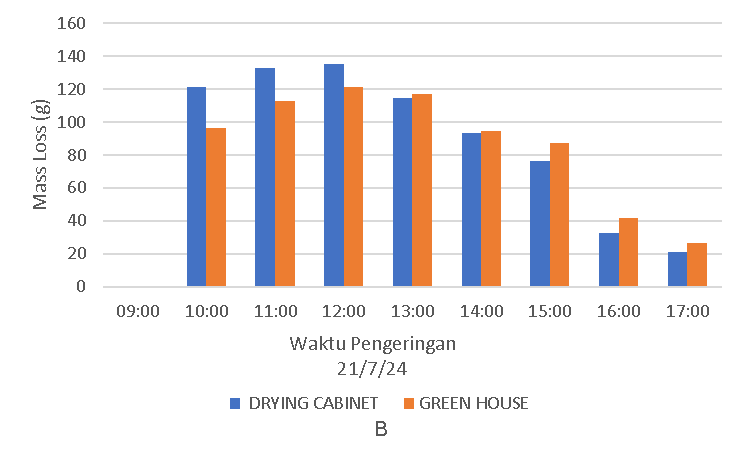 160
140
120
100
80
60
40
20
0
Mass Loss (g)
09:00 10:00 11:00 12:00 13:00 14:00 15:00 16:00 17:00
Waktu Pengeringan
21/7/24
DRYING CABINET GREEN HOUSE
B